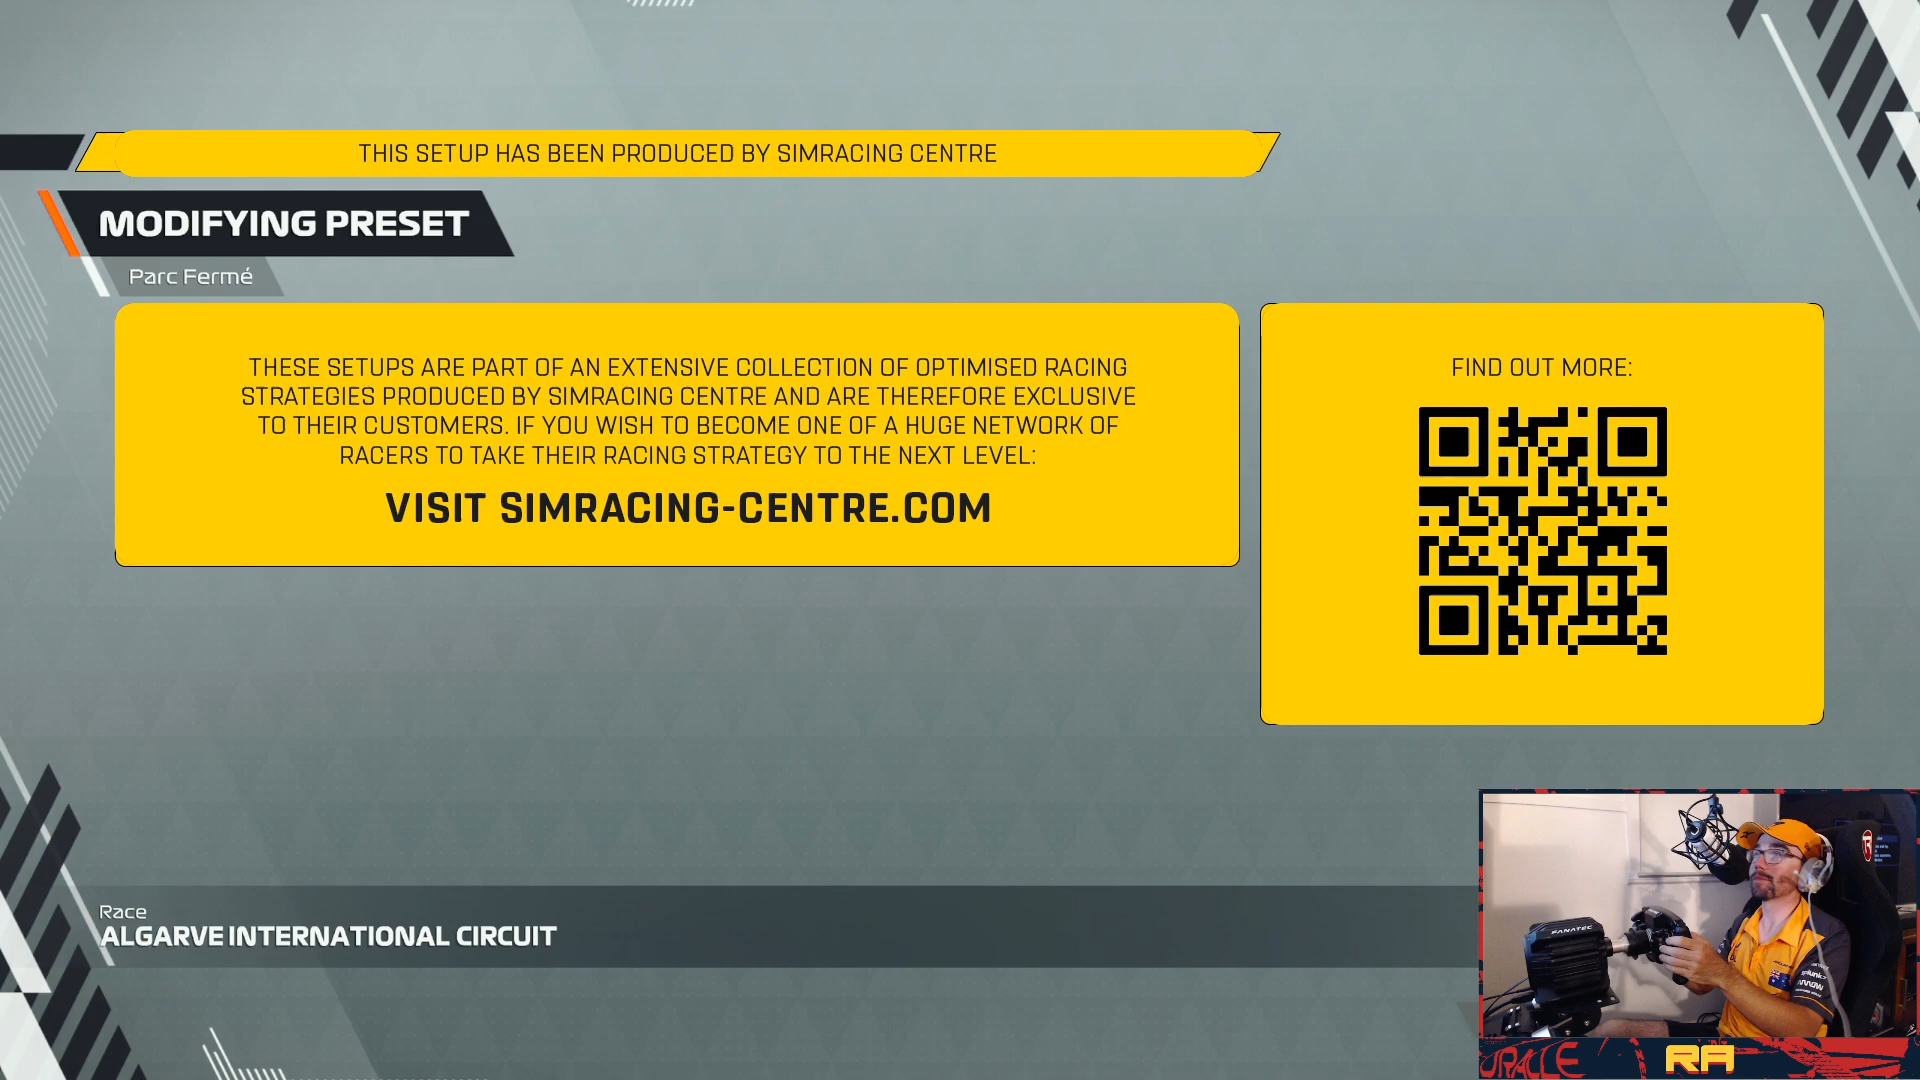 THIS SETUP HAS BEEN PRODUCED BY SIMRACING CENTRE
MODIFYING PRESET
Parc Fermé
THESE SETUPS ARE PART OF AN EXTENSIVE COLLECTION OF OPTIMISED RACING
STRATEGIES PRODUCED BY SIMRACING CENTRE AND ARE THEREFORE EXCLUSIVE
TO THEIR CUSTOMERS. IF YOU WISH TO BECOME ONE OF A HUGE NETWORK OF
RACERS TO TAKE THEIR RACING STRATEGY TO THE NEXT LEVEL:
VISIT SIMRACING-CENTRE.COM
FIND OUT MORE:
Race
ALGARVE INTERNATIONAL CIRCUIT
FANATEC
splunk>
ARROW
RA